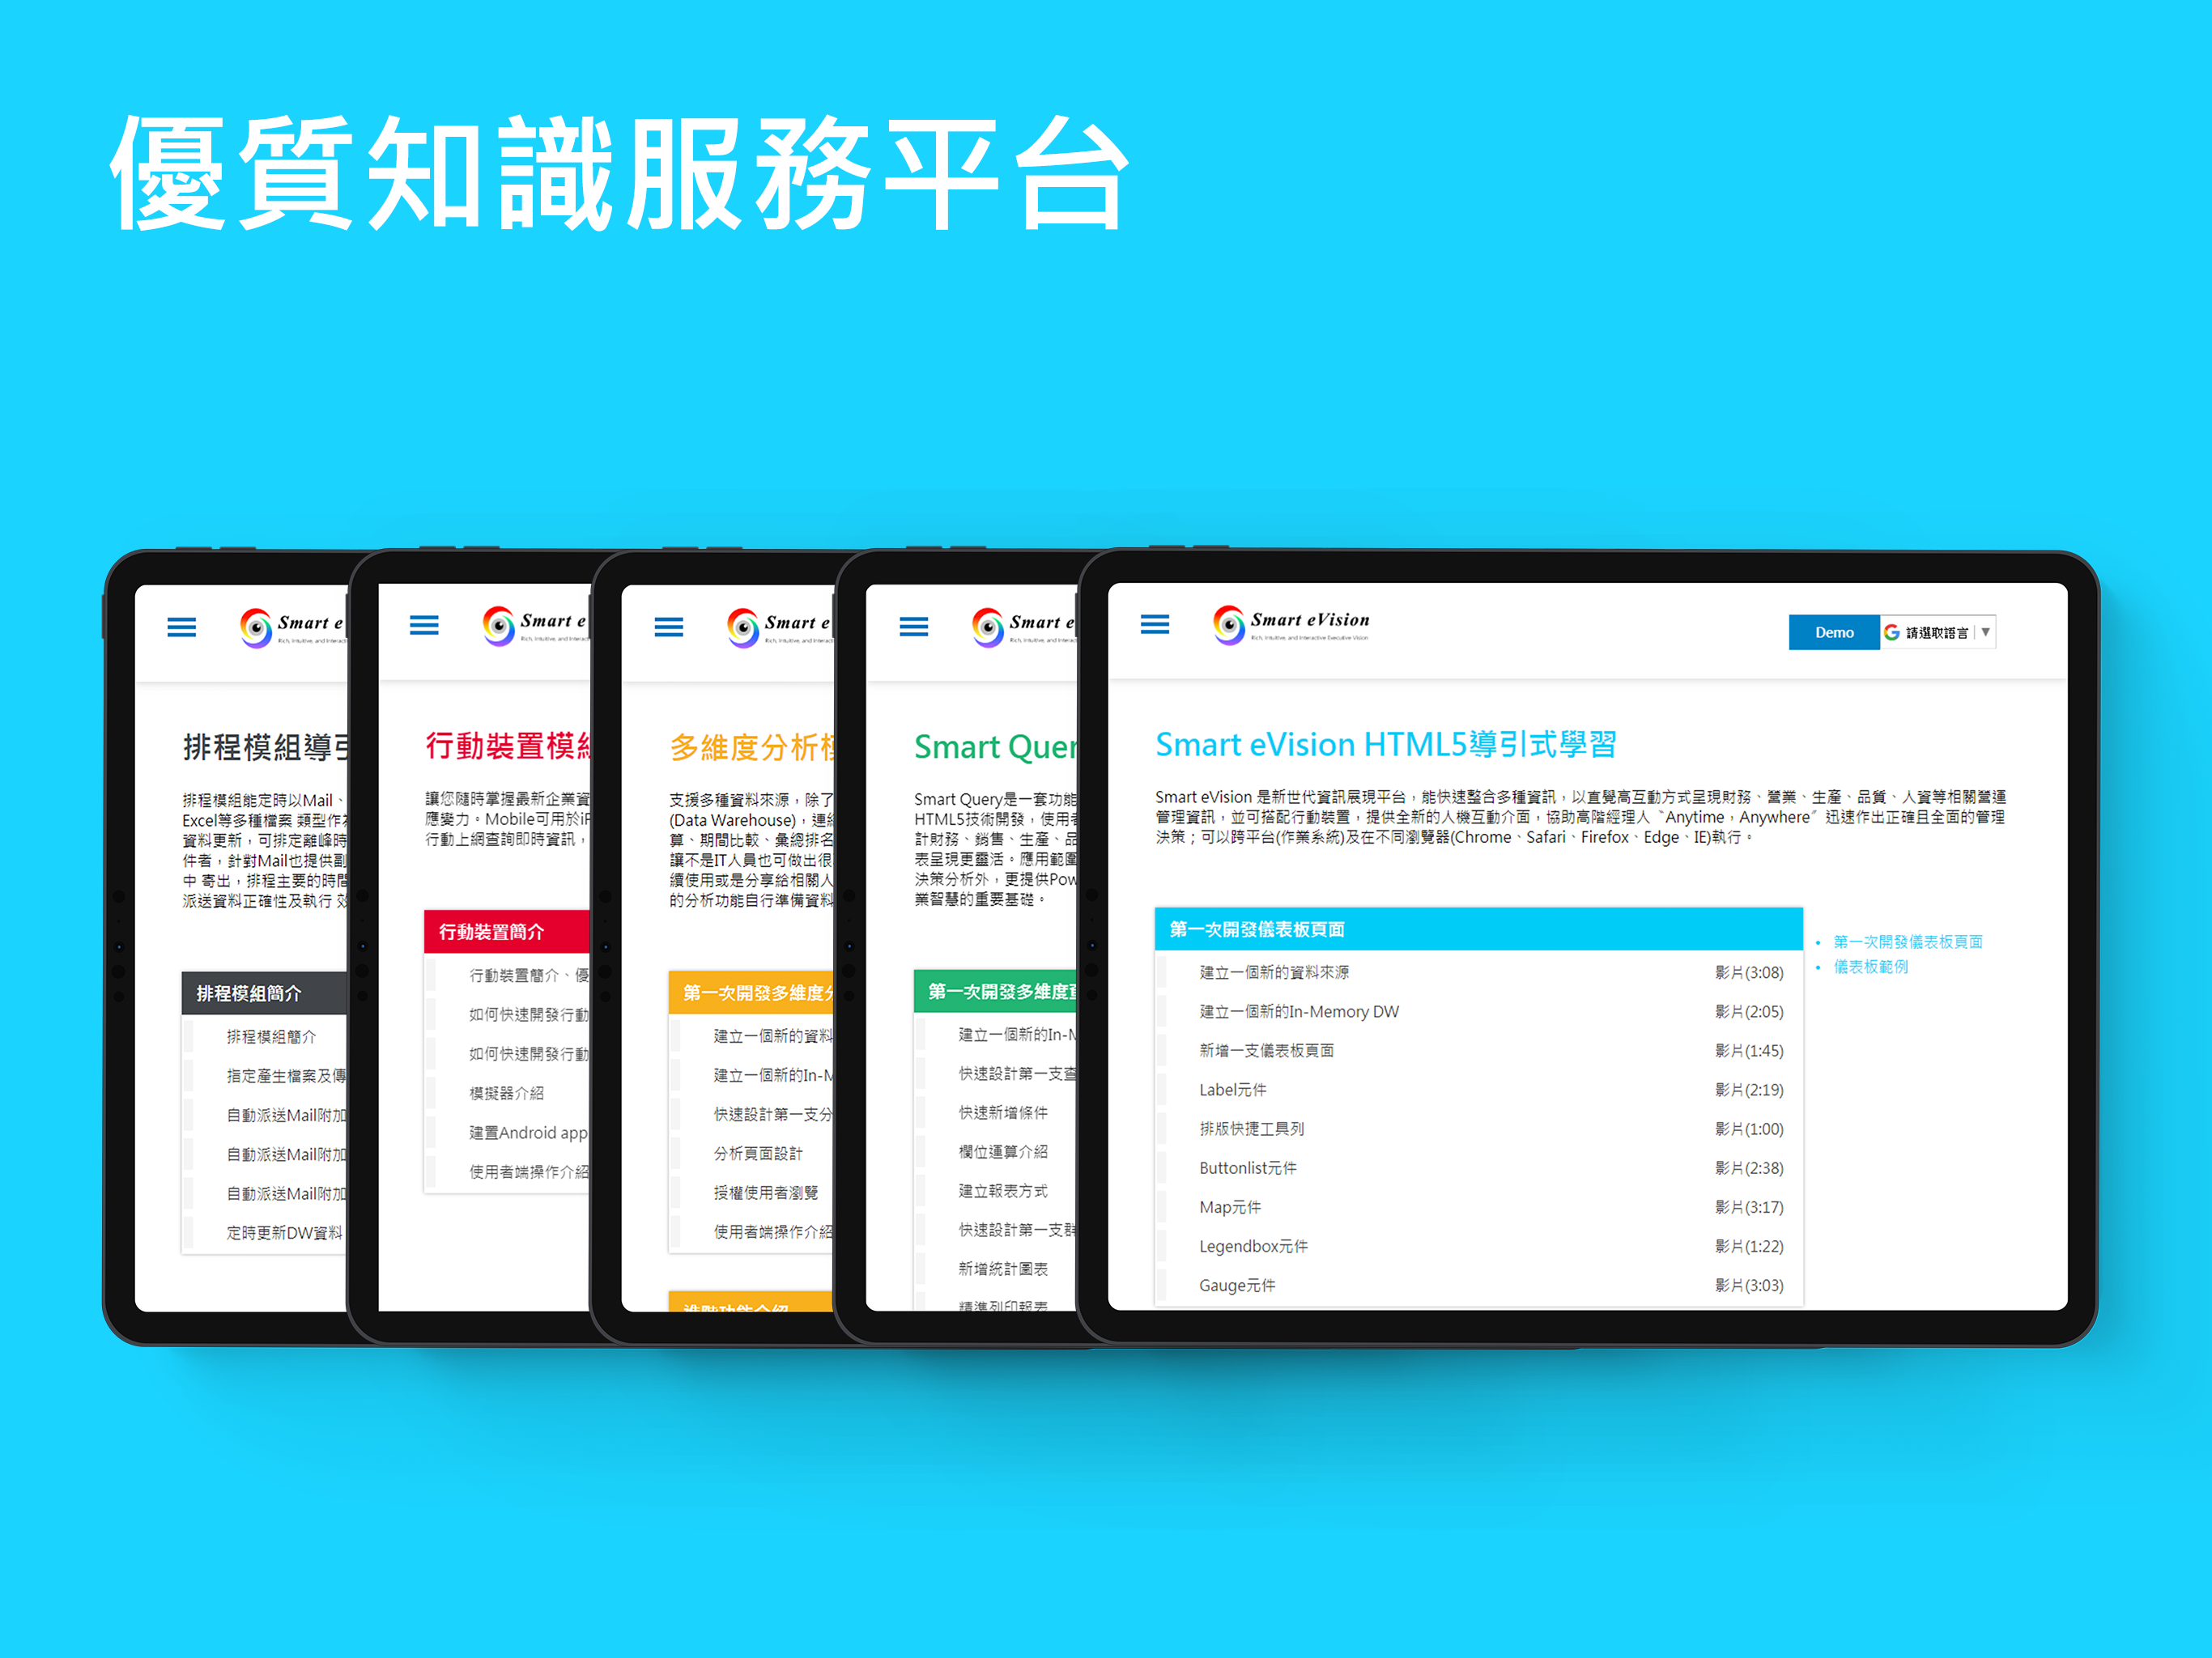 優質知識服務平台
Smart e
Rich, Intuitive, and Interact
排程模組導引
排程模組能定時以Mail、
Excel等多種檔案 類型作為
資料更新，可排定離峰時
件者，針對Mail也提供副
中 寄出，排程主要的時間
派送資料正確性及執行 效
排程模組簡介
排程模組簡介
指定產生檔案及傳
自動派送Mail附加
自動派送Mail附加
自動派送Mail附加
定時更新DW資料
Smart e
Rich, Intuitive, and Interact
行動裝置模組
讓您隨時掌握最新企業資
應變力。Mobile可用於iP
行動上網查詢即時資訊，
行動裝置簡介
行動裝置簡介、優
如何快速開發行動
如何快速開發行動
模擬器介紹
建置Android app
使用者端操作介紹
Smart e
Rich, Intuitive, and Interact
多維度分析模
支援多種資料來源，除了
(Data Warehouse)，連結
算、期間比較、彙總排名
讓不是IT人員也可做出很
續使用或是分享給相關人
的分析功能自行準備資料
第一次開發多維度分
建立一個新的資料
建立一個新的In-M
快速設計第一支分
分析頁面設計
授權使用者瀏覽
使用者端操作介紹
進階功能介紹
Smart e
Rich, Intuitive, and Interact
Smart Quer
Smart Query是一套功能
HTML5技術開發，使用者
計財務、銷售、生產、品
表呈現更靈活。應用範圍
決策分析外，更提供Pow
業智慧的重要基礎。
第一次開發多維度查
建立一個新的In-M
快速設計第一支查
快速新增條件
欄位運算介紹
建立報表方式
快速設計第一支群
新增統計圖表
精準列印報表
Smart eVision
Rich, Intuitive, and Interactive Executive Vision
Demo
請選取語言 ▼
Smart eVision HTML5導引式學習
Smart eVision 是新世代資訊展現平台，能快速整合多種資訊，以直覺高互動方式呈現財務、營業、生產、品質、人資等相關營運
管理資訊，並可搭配行動裝置，提供全新的人機互動介面，協助高階經理人〝Anytime，Anywhere〞迅速作出正確且全面的管理
決策；可以跨平台(作業系統)及在不同瀏覽器(Chrome、Safari、Firefox、Edge、IE)執行。
第一次開發儀表板頁面
建立一個新的資料來源 影片(3:08)
建立一個新的In-Memory DW 影片(2:05)
新增一支儀表板頁面 影片(1:45)
Label元件 影片(2:19)
排版快捷工具列 影片(1:00)
Buttonlist元件 影片(2:38)
Map元件 影片(3:17)
Legendbox元件 影片(1:22)
Gauge元件 影片(3:03)
• 第一次開發儀表板頁面
• 儀表板範例